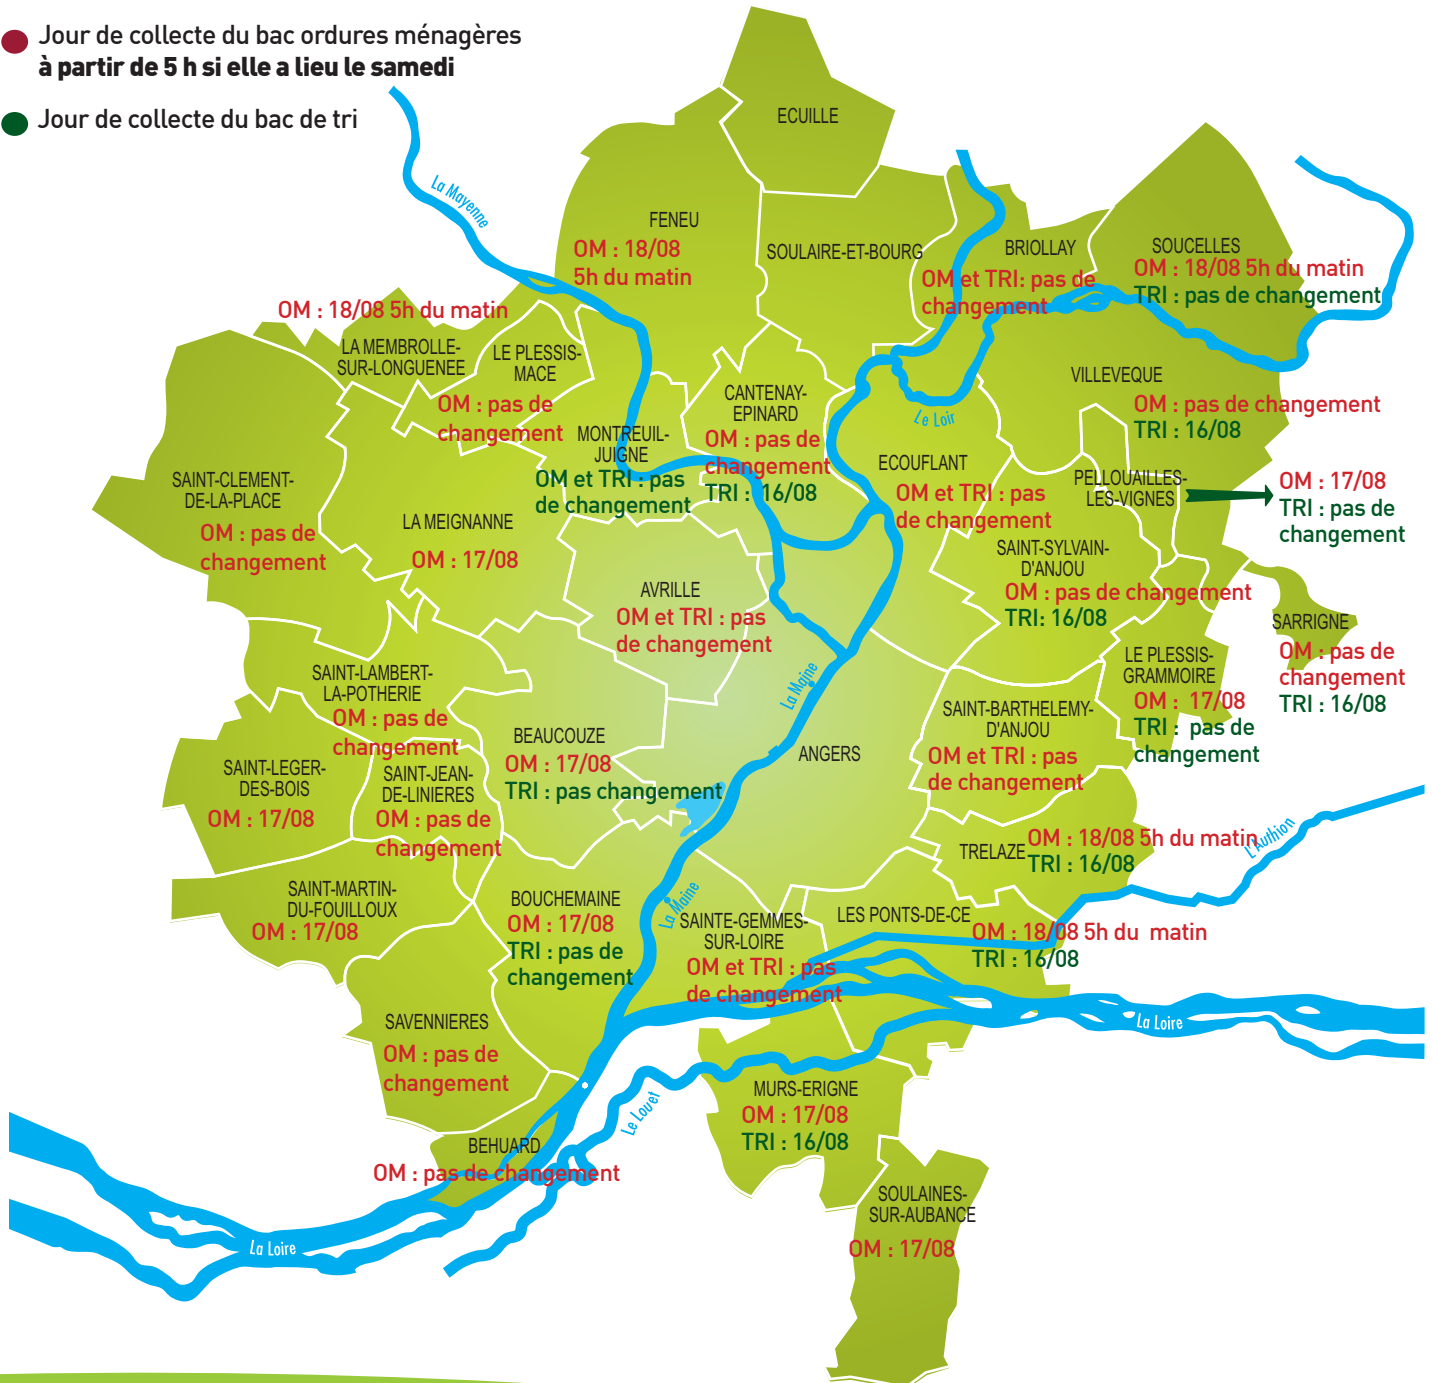 Jour de collecte du bac ordures ménagères
à partir de 5 h si elle a lieu le samedi
Jour de collecte du bac de tri
ECUILLE
La Mayenne
FENEU
OM : 18/08
5h du matin
SOULAIRE-ET-BOURG
BRIOLLAY
OM et TRI: pas de
changement
SOUCELLES
OM : 18/08 5h du matin
TRI : pas de changement
OM : 18/08 5h du matin
LA MEMBROLLE-
SUR-LONGUENEE
LE PLESSIS-
MACE
OM : pas de
changement
CANTENAY-
EPINARD
OM : pas de
changement
TRI : 16/08
Le Loir
VILLEVEQUE
OM : pas de changement
TRI : 16/08
MONTREUIL-
JUIGNE
OM et TRI : pas
de changement
ECOUFLANT
OM et TRI : pas
de changement
PELLOUAILLES-
LES-VIGNES
OM : 17/08
TRI : pas de
changement
SAINT-CLEMENT-
DE-LA-PLACE
OM : pas de
changement
LA MEIGNANNE
OM : 17/08
SAINT-SYLVAIN-
D'ANJOU
OM : pas de changement
TRI: 16/08
AVRILLE
OM et TRI : pas
de changement
SARRIGNE
OM : pas de
changement
TRI : 16/08
LE PLESSIS-
GRAMMOIRE
OM : 17/08
TRI : pas de
changement
SAINT-LAMBERT-
LA-POTHERIE
OM : pas de
changement
La Maine
SAINT-BARTHELEMY-
D'ANJOU
OM et TRI : pas
de changement
BEAUCOUZE
OM : 17/08
TRI : pas changement
ANGERS
SAINT-LEGER-
DES-BOIS
OM : 17/08
SAINT-JEAN-
DE-LINIERES
OM : pas de
changement
TRELAZE
OM : 18/08 5h du matin
TRI : 16/08
L'Authion
SAINT-MARTIN-
DU-FOUILLOUX
OM : 17/08
BOUCHEMAINE
OM : 17/08
TRI : pas de
changement
La Maine
SAINTE-GEMMES-
SUR-LOIRE
OM et TRI : pas
de changement
LES PONTS-DE-CE
OM : 18/08 5h du matin
TRI : 16/08
SAVENNIERES
OM : pas de
changement
La Loire
MURS-ERIGNE
OM : 17/08
TRI : 16/08
Le Louet
BEHUARD
OM : pas de changement
SOULAINES-
SUR-AUBANCE
OM : 17/08
La Loire